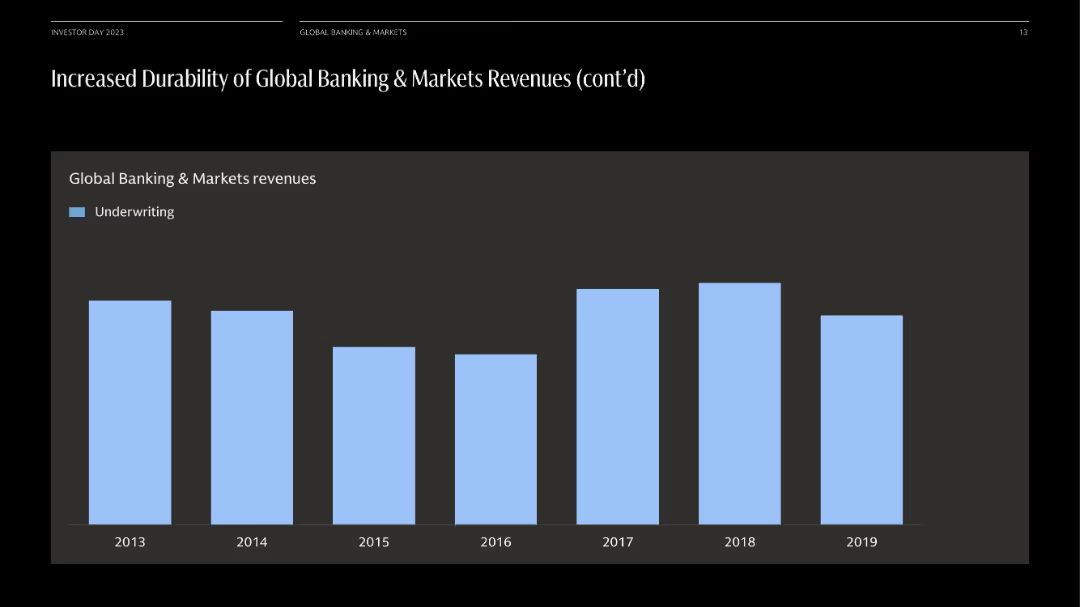 INVESTOR DAY 2023
GLOBAL BANKING & MARKETS
13
Increased Durability of Global Banking & Markets Revenues (cont’d)
Global Banking & Markets revenues
Underwriting
2013 2014 2015 2016 2017 2018 2019